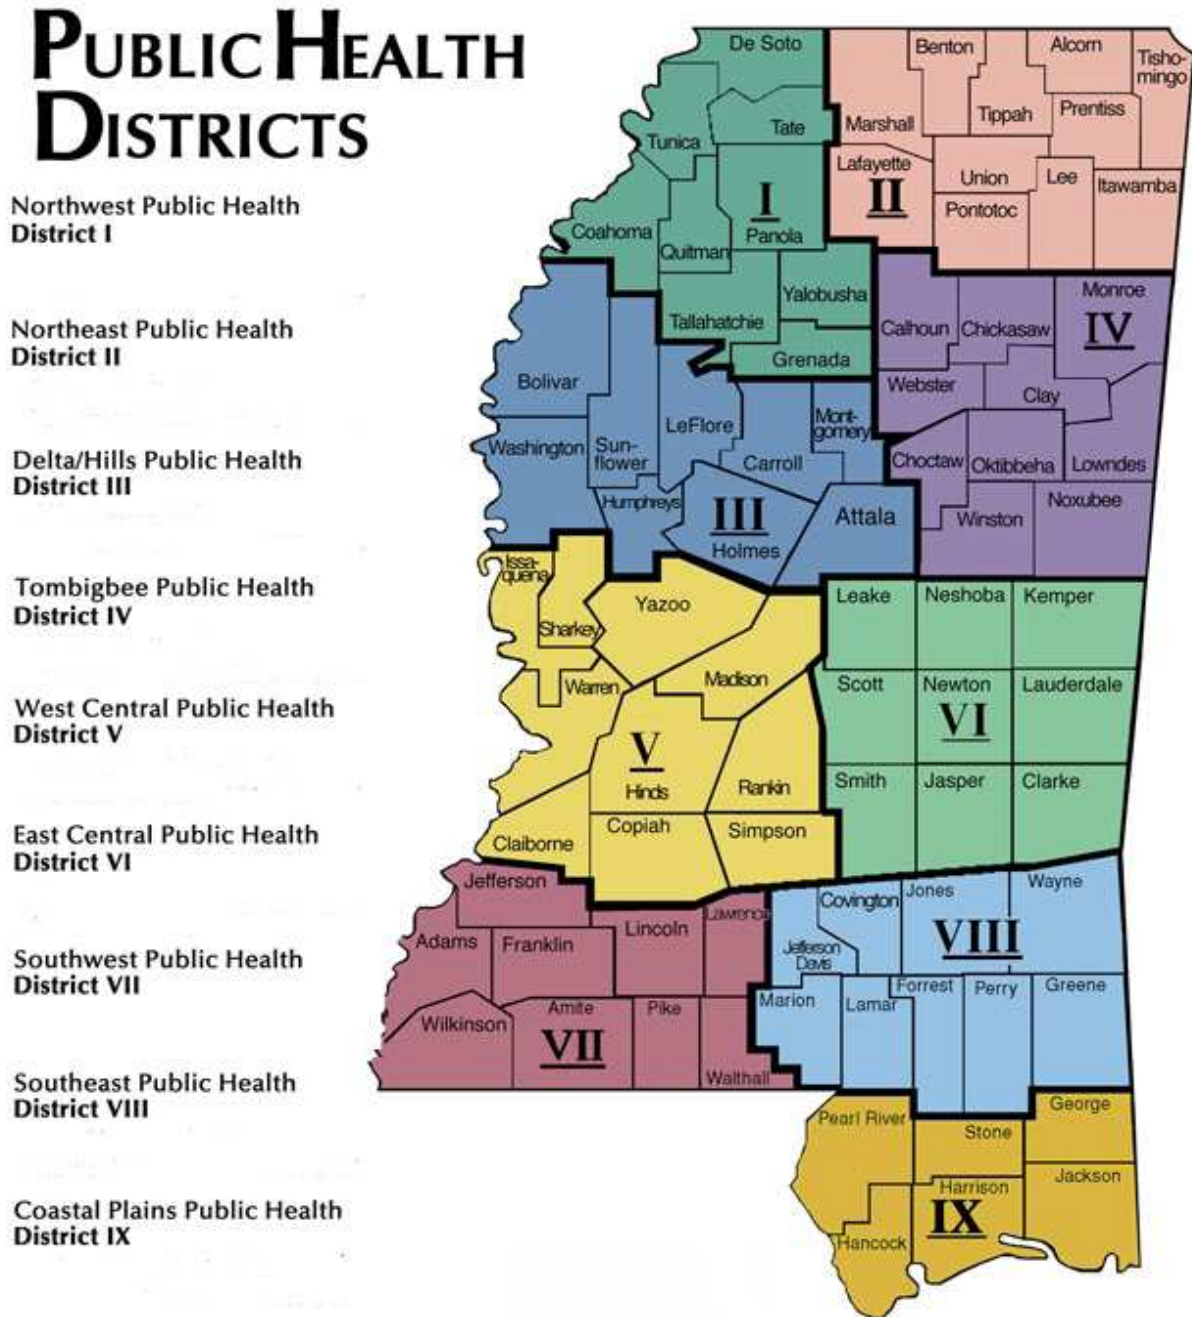 PUBLIC HEALTH
DISTRICTS
Northwest Public Health
District I
Northeast Public Health
District II
Delta/Hills Public Health
District III
Tombigbee Public Health
District IV
West Central Public Health
District V
East Central Public Health
District VI
Southwest Public Health
District VII
Southeast Public Health
District VIII
Coastal Plains Public Health
District IX
De Soto
Tunica
Tate
Coahoma
Quitman
I
Panola
Tallahatchie
Yalobusha
Grenada
Benton
Alcorn
Tisho-
mingo
Marshall
Tippah
Prentiss
Lafayette
II
Union
Lee
Itawamba
Pontotoc
Bolivar
Washington
Sun-
flower
LeFlore
Carroll
Mont-
gomery
Humphreys
III
Holmes
Attala
Monroe
Calhoun
Chickasaw
IV
Webster
Clay
Choctaw
Oktibbeha
Lowndes
Winston
Noxubee
Issa-
quena
Sharkey
Yazoo
Warren
Madison
V
Hinds
Rankin
Claiborne
Copiah
Simpson
Leake
Neshoba
Kemper
Scott
Newton
Lauderdale
VI
Smith
Jasper
Clarke
Jefferson
Adams
Franklin
Lincoln
Lawrence
Wilkinson
Amite
VII
Pike
Walthall
Covington
Jones
Wayne
Jefferson
Davis
VIII
Marion
Lamar
Forrest
Perry
Greene
Pearl River
Stone
George
Hancock
Harrison
IX
Jackson